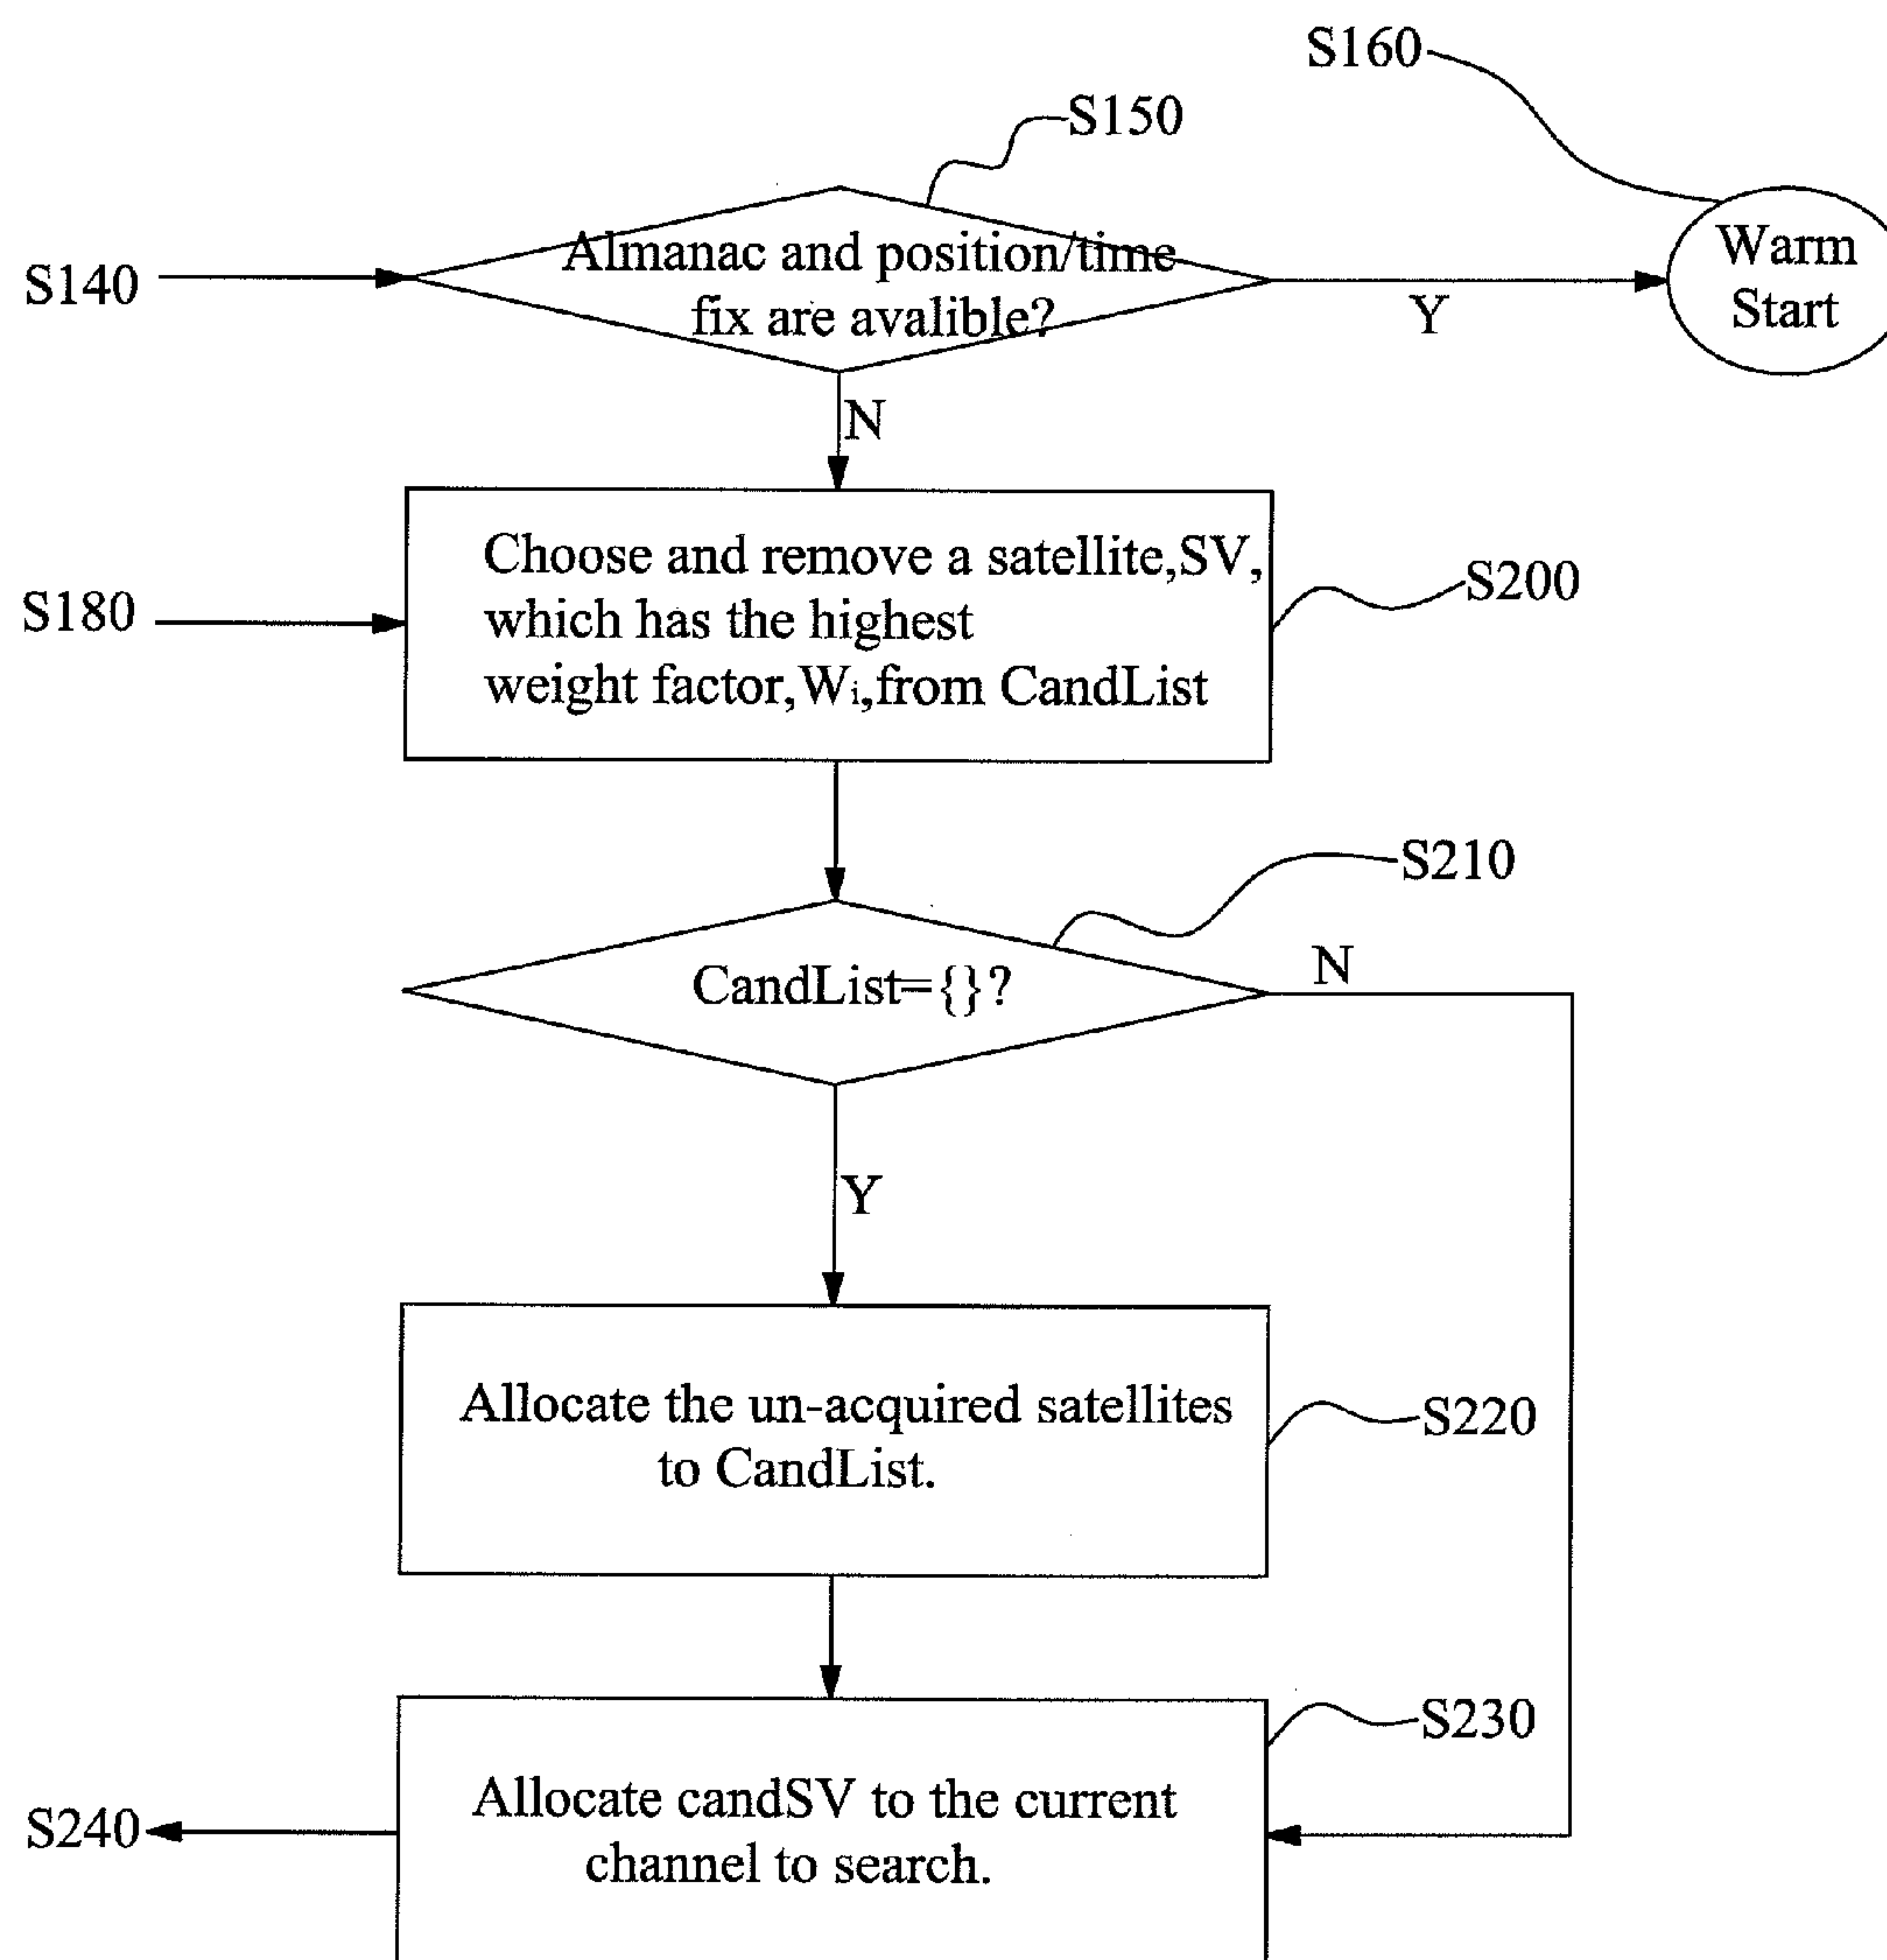 S160
S150
Almanac and position/time
fix are avalible?
Warm
Start
S140
Y
N
Choose and remove a satellite,SV,
which has the highest
weight factor,Wi,from CandList
S180
S200
S210
CandList={}?
N
Y
Allocate the un-acquired satellites
to CandList.
S220
S230
Allocate candSV to the current
channel to search.
S240